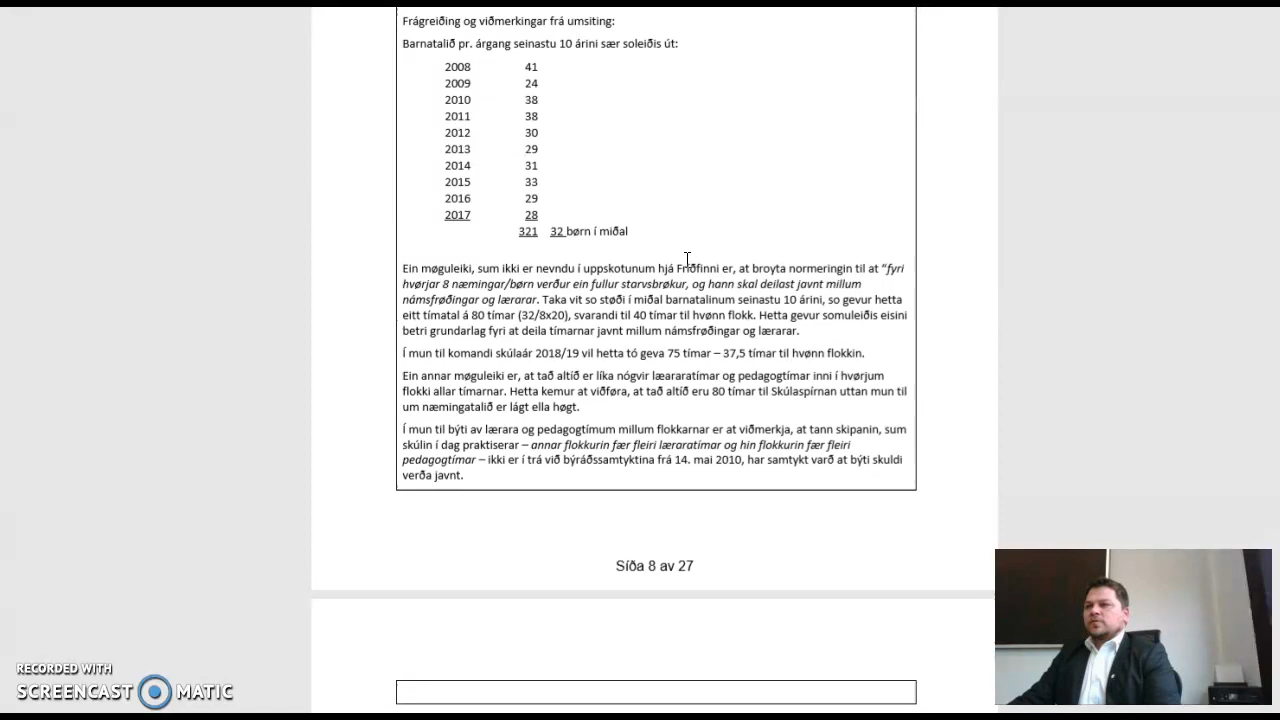 Frágreiðing og viðmerkingar frá umsiting:
Barnatalið pr. árgang seinastu 10 árini sær soleiðis út:
2008 41
2009 24
2010 38
2011 38
2012 30
2013 29
2014 31
2015 33
2016 29
2017 28
321 32 børn í miðal
Ein møguleiki, sum ikki er nevndu í uppskotunum hjá Friðfinni er, at broyta normeringin til at “fyri
hvørjar 8 næmingar/børn verður ein fullur starvsbrøkur, og hann skal deilast javnt millum
námsfrøðingar og lærarar. Taka vit so støði í miðal barnatalinum seinastu 10 árini, so gevur hetta
eitt tímatal á 80 tímar (32/8x20), svarandi til 40 tímar til hvønn flokk. Hetta gevur somuleiðis eisini
betri grundarlag fyri at deila tímarnar javnt millum námsfrøðingar og lærarar.
Í mun til komandi skúlaár 2018/19 vil hetta tó geva 75 tímar – 37,5 tímar til hvønn flokkin.
Ein annar møguleiki er, at tað altíð er líka nógvir læararatímar og pedagogtímar inni í hvørjum
flokki allar tímarnar. Hetta kemur at viðføra, at tað altíð eru 80 tímar til Skúlaspírnan uttan mun til
um næmingatalið er lágt ella høgt.
Í mun til býti av lærara og pedagogtímum millum flokkarnar er at viðmerkja, at tann skipanin, sum
skúlin í dag praktiserar – annar flokkurin fær fleiri læraratímar og hin flokkurin fær fleiri
pedagogtímar – ikki er í trá við býráðssamtyktina frá 14. mai 2010, har samtykt varð at býti skuldi
verða javnt.
Síða 8 av 27
RECORDED WITH
SCREENCAST MATIC